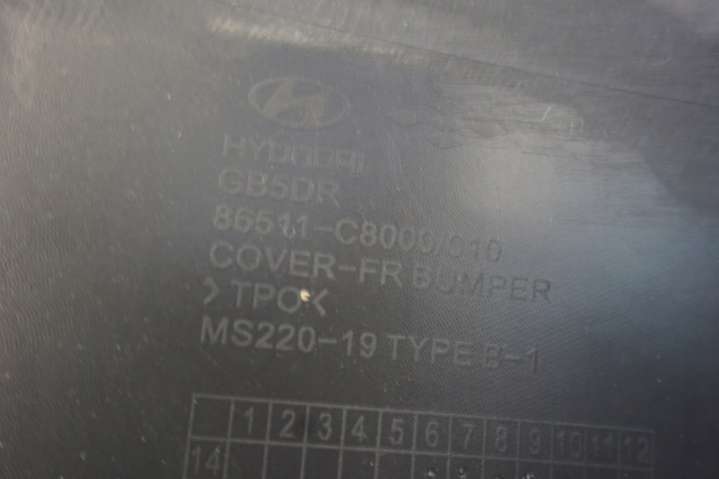 HYUNDAI
GB5DR
86511-C8000/C10
COVER-FR BUMPER
>TPO<
MS220-19 TYPE B-1
1 2 3 4 5 6 7 8 9 10 11 12
14